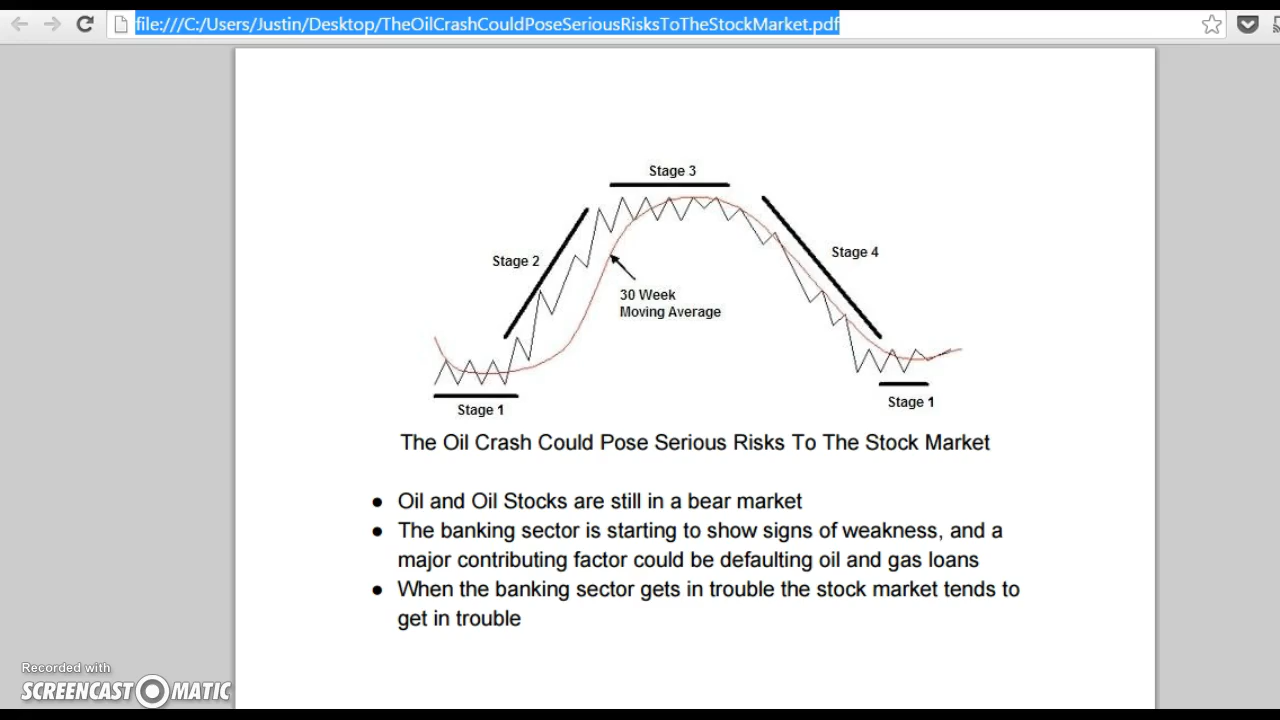 file:///C:/Users/Justin/Desktop/TheOilCrashCouldPoseSeriousRisksToTheStockMarket.pdf
Stage 3
Stage 2
Stage 4
30 Week
Moving Average
Stage 1
Stage 1
The Oil Crash Could Pose Serious Risks To The Stock Market
● Oil and Oil Stocks are still in a bear market
● The banking sector is starting to show signs of weakness, and a
major contributing factor could be defaulting oil and gas loans
● When the banking sector gets in trouble the stock market tends to
get in trouble
Recorded with
SCREENCAST MATIC